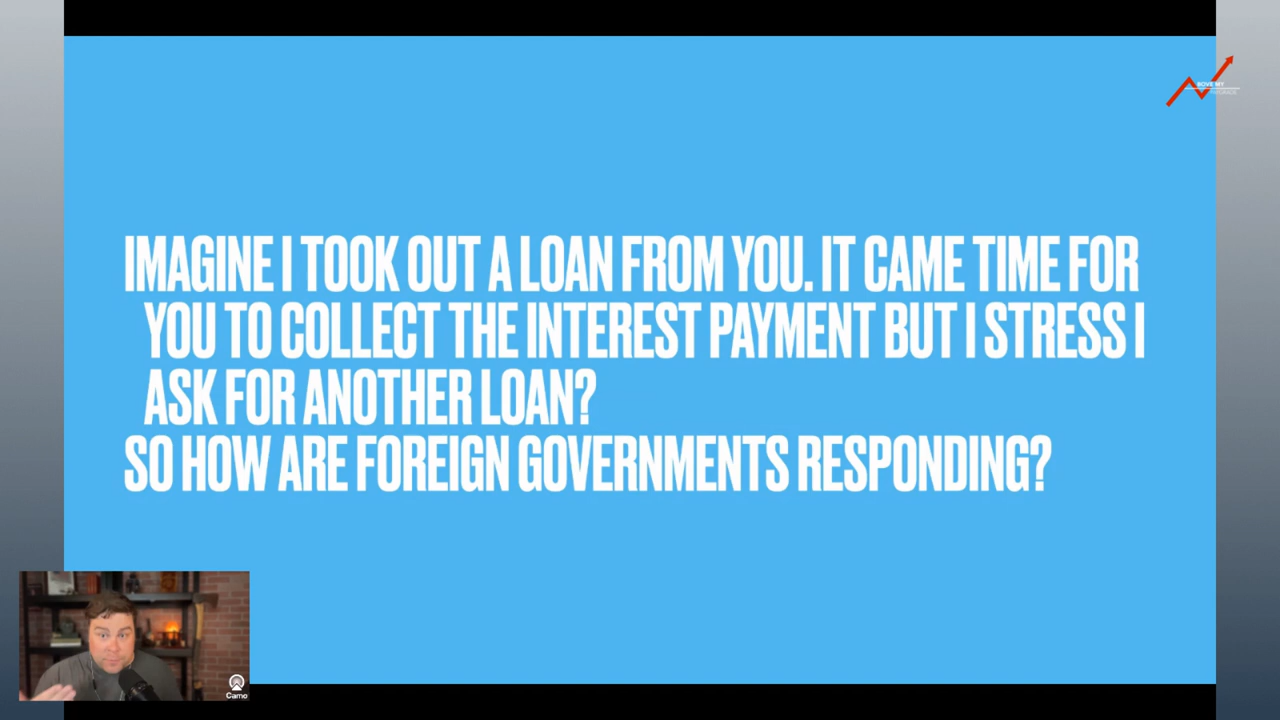 IMAGINE I TOOK OUT A LOAN FROM YOU. IT CAME TIME FOR
YOU TO COLLECT THE INTEREST PAYMENT BUT I STRESS I
ASK FOR ANOTHER LOAN?
SO HOW ARE FOREIGN GOVERNMENTS RESPONDING?
Camo